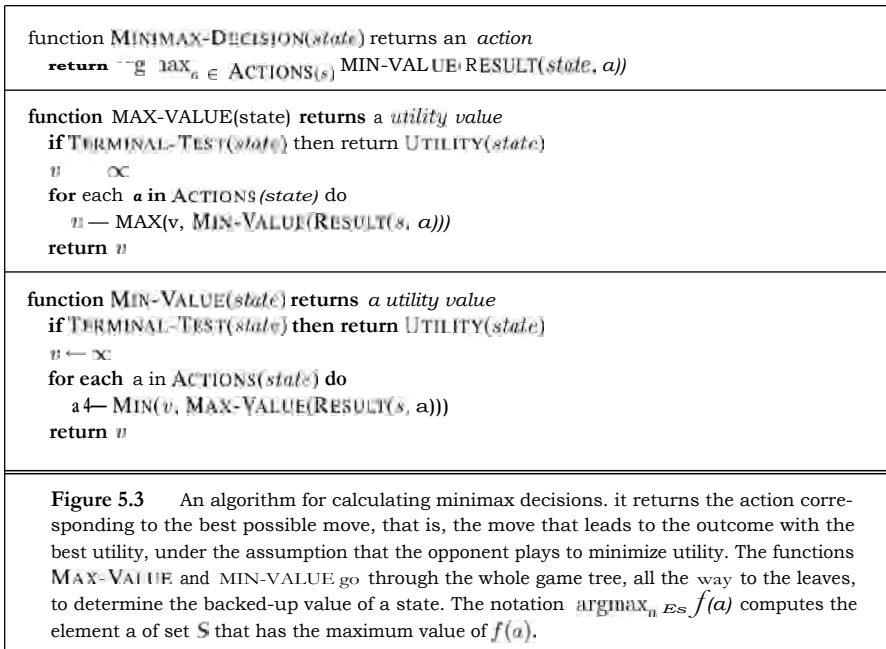 function MINIMAX-DECISION(state) returns an action
return arg max a ∈ ACTIONS(s) MIN-VALUE(RESULT(state, a))
function MAX-VALUE(state) returns a utility value
if TERMINAL-TEST(state) then return UTILITY(state)
v ∞
for each a in ACTIONS(state) do
v — MAX(v, MIN-VALUE(RESULT(s, a)))
return v
function MIN-VALUE(state) returns a utility value
if TERMINAL-TEST(state) then return UTILITY(state)
v ← ∞
for each a in ACTIONS(state) do
a 4— MIN(v, MAX-VALUE(RESULT(s, a)))
return v
Figure 5.3 An algorithm for calculating minimax decisions. it returns the action corre-
sponding to the best possible move, that is, the move that leads to the outcome with the
best utility, under the assumption that the opponent plays to minimize utility. The functions
MAX-VALUE and MIN-VALUE go through the whole game tree, all the way to the leaves,
to determine the backed-up value of a state. The notation argmax a Es f(a) computes the
element a of set S that has the maximum value of f(a).